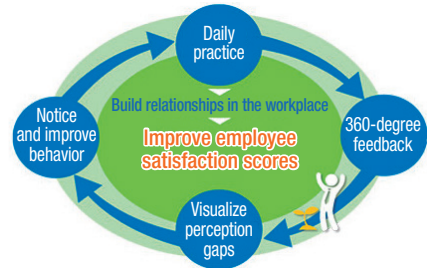 Daily
practice
Build relationships in the workplace
Improve employee
satisfaction scores
360-degree
feedback
Visualize
perception
gaps
Notice
and improve
behavior